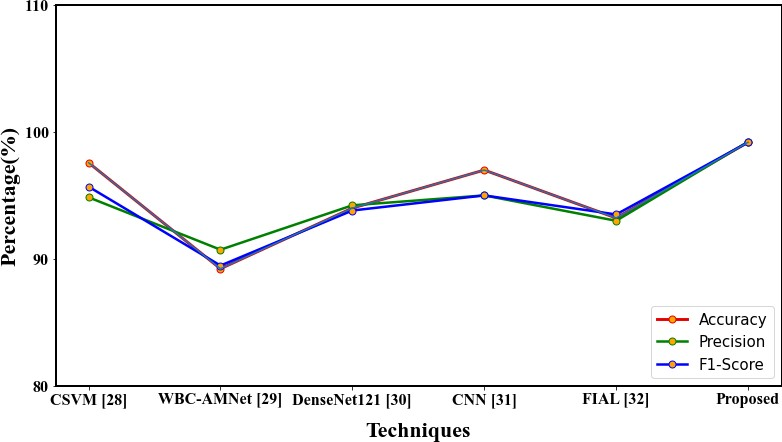 110
100
90
80
Percentage(%)
CSVM [28] WBC-AMNet [29] DenseNet121 [30] CNN [31] FIAL [32] Proposed
Techniques
Accuracy
Precision
F1-Score